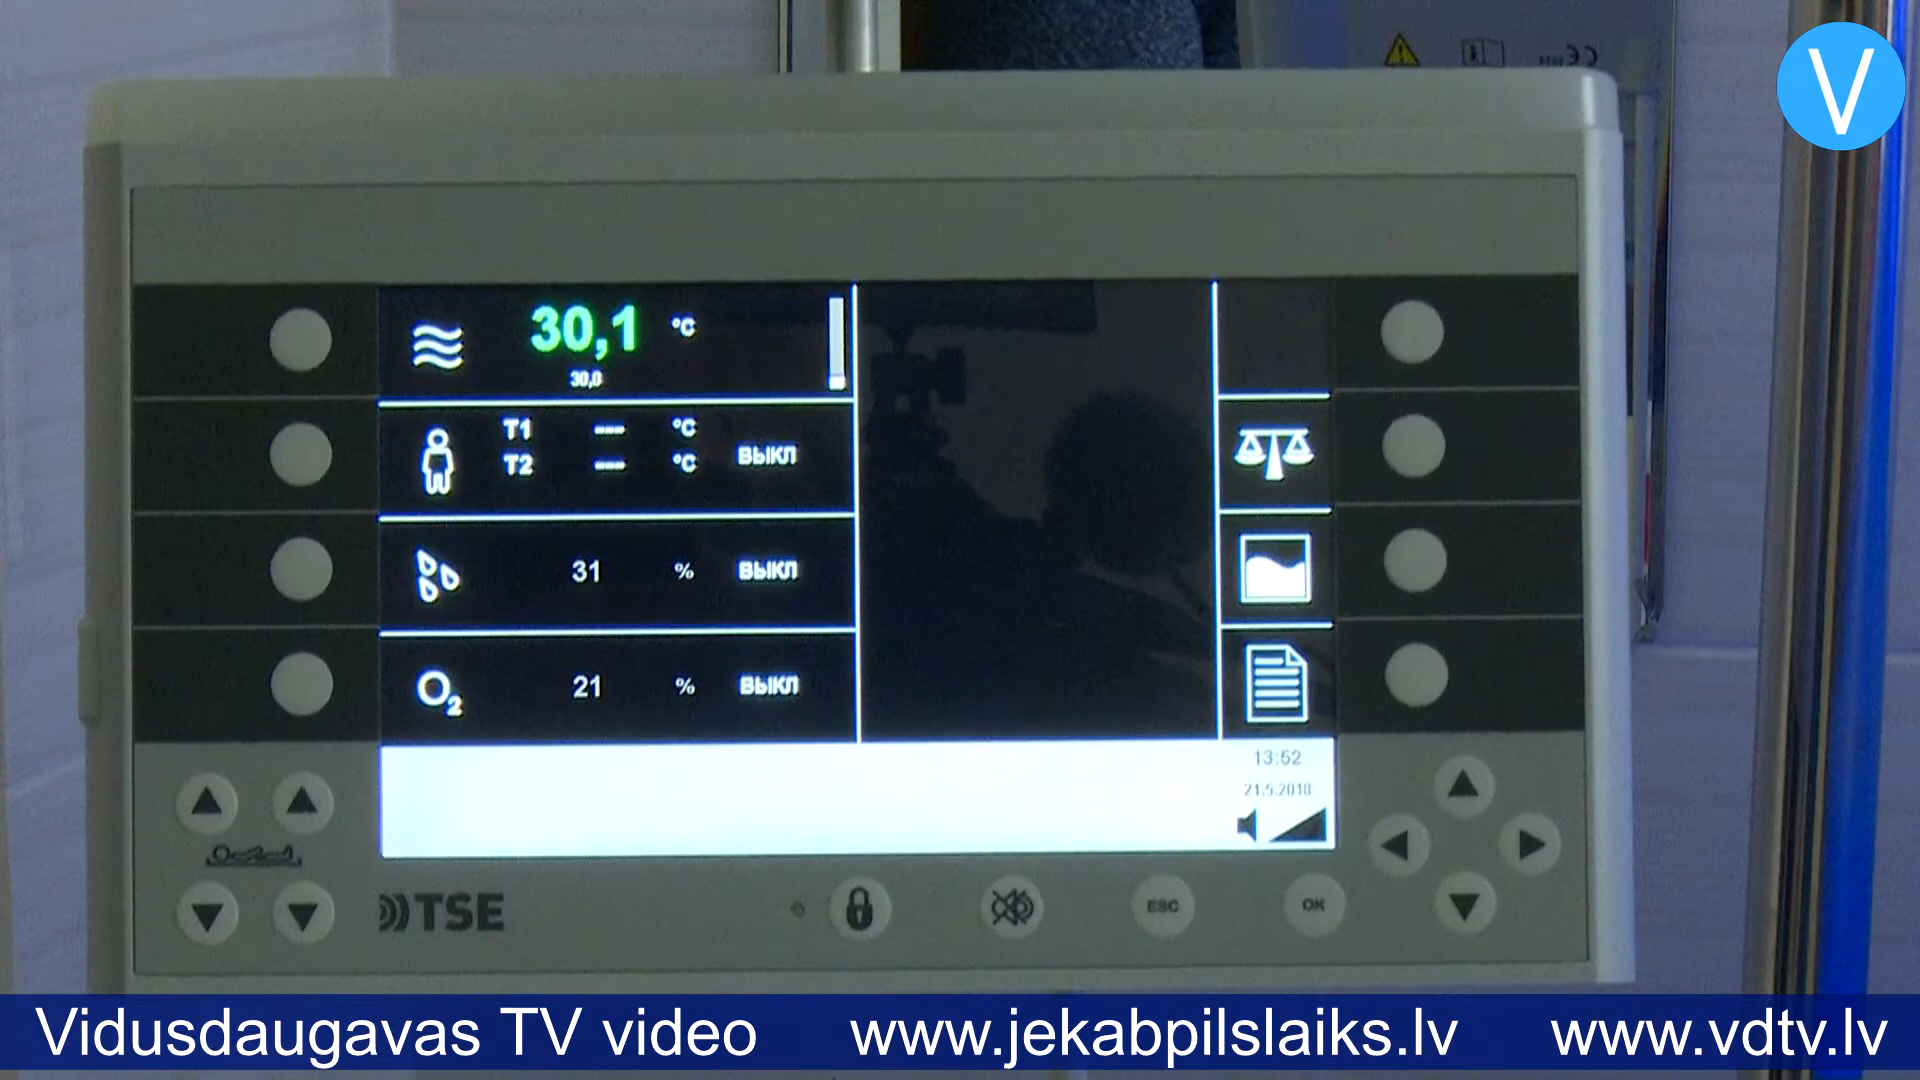 V
30,1 °C
30,0
T1 --- °C
T2 --- °C
ВЫКЛ
31 % ВЫКЛ
O₂ 21 % ВЫКЛ
13:52
21.5.2018
TSE
ESC
OK
Vidusdaugavas TV video www.jekabpilslaiks.lv www.vdtv.lv